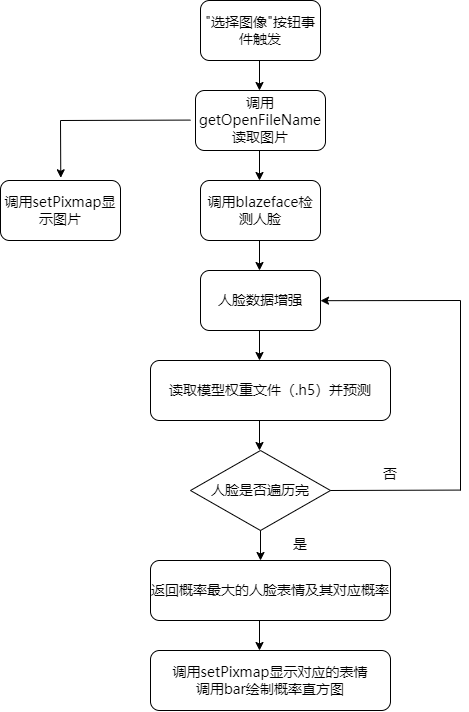 "选择图像"按钮事
件触发
调用
getOpenFileName
读取图片
调用setPixmap显
示图片
调用blazeface检
测人脸
人脸数据增强
读取模型权重文件（.h5）并预测
人脸是否遍历完
否
是
返回概率最大的人脸表情及其对应概率
调用setPixmap显示对应的表情
调用bar绘制概率直方图